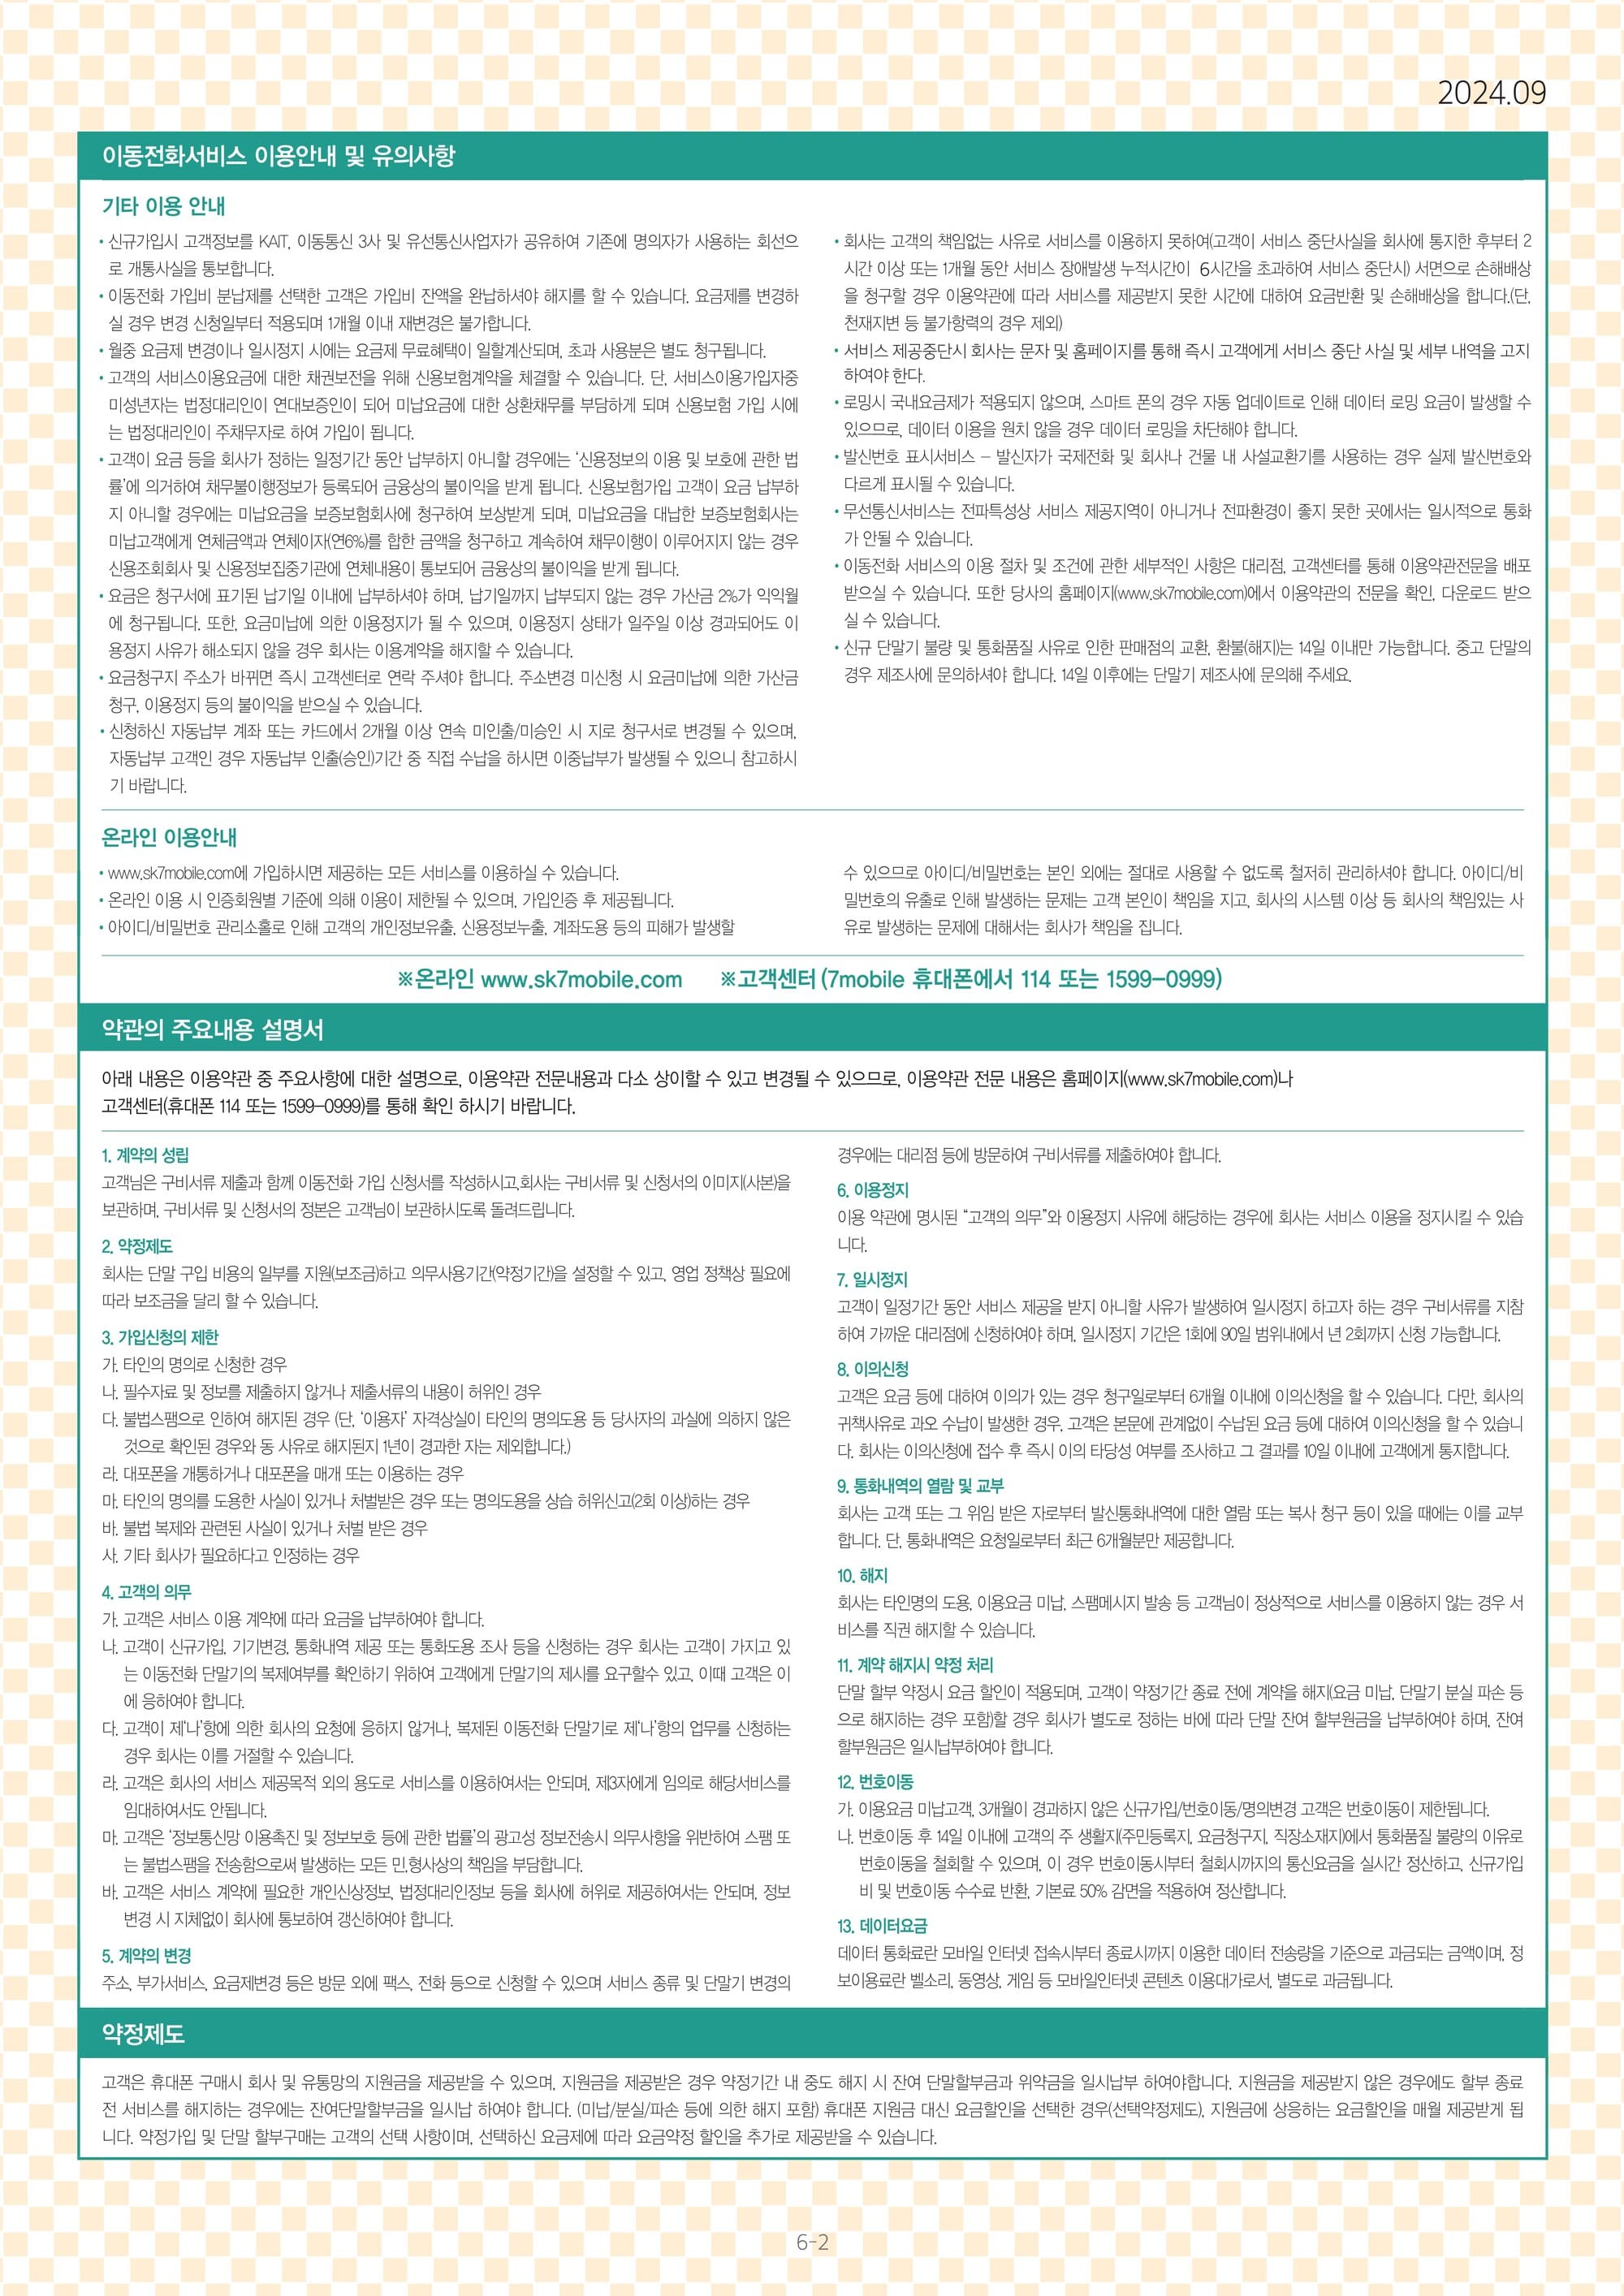 2024.09
이동전화서비스 이용안내 및 유의사항
기타 이용 안내
• 신규가입시 고객정보를 KAIT, 이동통신 3사 및 유선통신사업자가 공유하여 기존에 명의자가 사용하는 회선으
로 개통사실을 통보합니다.
• 이동전화 가입비 분납제를 선택한 고객은 가입비 잔액을 완납하셔야 해지를 할 수 있습니다. 요금제를 변경하
실 경우 변경 신청일부터 적용되며 1개월 이내 재변경은 불가합니다.
• 월중 요금제 변경이나 일시정지 시에는 요금제 무료혜택이 일할계산되며, 초과 사용분은 별도 청구됩니다.
• 고객의 서비스이용요금에 대한 채권보전을 위해 신용보험계약을 체결할 수 있습니다. 단, 서비스이용가입자중
미성년자는 법정대리인이 연대보증인이 되어 미납요금에 대한 상환채무를 부담하게 되며 신용보험 가입 시에
는 법정대리인이 주채무자로 하여 가입이 됩니다.
• 고객이 요금 등을 회사가 정하는 일정기간 동안 납부하지 아니할 경우에는 ‘신용정보의 이용 및 보호에 관한 법
률’에 의거하여 채무불이행정보가 등록되어 금융상의 불이익을 받게 됩니다. 신용보험가입 고객이 요금 납부하
지 아니할 경우에는 미납요금을 보증보험회사에 청구하여 보상받게 되며, 미납요금을 대납한 보증보험회사는
미납고객에게 연체금액과 연체이자(연6%)를 합한 금액을 청구하고 계속하여 채무이행이 이루어지지 않는 경우
신용조회회사 및 신용정보집중기관에 연체내용이 통보되어 금융상의 불이익을 받게 됩니다.
• 요금은 청구서에 표기된 납기일 이내에 납부하셔야 하며, 납기일까지 납부되지 않는 경우 가산금 2%가 익익월
에 청구됩니다. 또한, 요금미납에 의한 이용정지가 될 수 있으며, 이용정지 상태가 일주일 이상 경과되어도 이
용정지 사유가 해소되지 않을 경우 회사는 이용계약을 해지할 수 있습니다.
• 요금청구지 주소가 바뀌면 즉시 고객센터로 연락 주셔야 합니다. 주소변경 미신청 시 요금미납에 의한 가산금
청구, 이용정지 등의 불이익을 받으실 수 있습니다.
• 신청하신 자동납부 계좌 또는 카드에서 2개월 이상 연속 미인출/미승인 시 지로 청구서로 변경될 수 있으며,
자동납부 고객인 경우 자동납부 인출(승인)기간 중 직접 수납을 하시면 이중납부가 발생될 수 있으니 참고하시
기 바랍니다.
• 회사는 고객의 책임없는 사유로 서비스를 이용하지 못하여(고객이 서비스 중단사실을 회사에 통지한 후부터 2
시간 이상 또는 1개월 동안 서비스 장애발생 누적시간이 6시간을 초과하여 서비스 중단시) 서면으로 손해배상
을 청구할 경우 이용약관에 따라 서비스를 제공받지 못한 시간에 대하여 요금반환 및 손해배상을 합니다.(단,
천재지변 등 불가항력의 경우 제외)
• 서비스 제공중단시 회사는 문자 및 홈페이지를 통해 즉시 고객에게 서비스 중단 사실 및 세부 내역을 고지
하여야 한다.
• 로밍시 국내요금제가 적용되지 않으며, 스마트 폰의 경우 자동 업데이트로 인해 데이터 로밍 요금이 발생할 수
있으므로, 데이터 이용을 원치 않을 경우 데이터 로밍을 차단해야 합니다.
• 발신번호 표시서비스 – 발신자가 국제전화 및 회사나 건물 내 사설교환기를 사용하는 경우 실제 발신번호와
다르게 표시될 수 있습니다.
• 무선통신서비스는 전파특성상 서비스 제공지역이 아니거나 전파환경이 좋지 못한 곳에서는 일시적으로 통화
가 안될 수 있습니다.
• 이동전화 서비스의 이용 절차 및 조건에 관한 세부적인 사항은 대리점, 고객센터를 통해 이용약관전문을 배포
받으실 수 있습니다. 또한 당사의 홈페이지(www.sk7mobile.com)에서 이용약관의 전문을 확인, 다운로드 받으
실 수 있습니다.
• 신규 단말기 불량 및 통화품질 사유로 인한 판매점의 교환, 환불(해지)는 14일 이내만 가능합니다. 중고 단말의
경우 제조사에 문의하셔야 합니다. 14일 이후에는 단말기 제조사에 문의해 주세요.
온라인 이용안내
• www.sk7mobile.com에 가입하시면 제공하는 모든 서비스를 이용하실 수 있습니다.
• 온라인 이용 시 인증회원별 기준에 의해 이용이 제한될 수 있으며, 가입인증 후 제공됩니다.
• 아이디/비밀번호 관리소홀로 인해 고객의 개인정보유출, 신용정보누출, 계좌도용 등의 피해가 발생할
수 있으므로 아이디/비밀번호는 본인 외에는 절대로 사용할 수 없도록 철저히 관리하셔야 합니다. 아이디/비
밀번호의 유출로 인해 발생하는 문제는 고객 본인이 책임을 지고, 회사의 시스템 이상 등 회사의 책임있는 사
유로 발생하는 문제에 대해서는 회사가 책임을 집니다.
※온라인 www.sk7mobile.com ※고객센터 (7mobile 휴대폰에서 114 또는 1599–0999)
약관의 주요내용 설명서
아래 내용은 이용약관 중 주요사항에 대한 설명으로, 이용약관 전문내용과 다소 상이할 수 있고 변경될 수 있으므로, 이용약관 전문 내용은 홈페이지(www.sk7mobile.com)나
고객센터(휴대폰 114 또는 1599–0999)를 통해 확인 하시기 바랍니다.
1. 계약의 성립
고객님은 구비서류 제출과 함께 이동전화 가입 신청서를 작성하시고,회사는 구비서류 및 신청서의 이미지(사본)을
보관하며, 구비서류 및 신청서의 정본은 고객님이 보관하시도록 돌려드립니다.
2. 약정제도
회사는 단말 구입 비용의 일부를 지원(보조금)하고 의무사용기간(약정기간)을 설정할 수 있고, 영업 정책상 필요에
따라 보조금을 달리 할 수 있습니다.
3. 가입신청의 제한
가. 타인의 명의로 신청한 경우
나. 필수자료 및 정보를 제출하지 않거나 제출서류의 내용이 허위인 경우
다. 불법스팸으로 인하여 해지된 경우 (단, ‘이용자’ 자격상실이 타인의 명의도용 등 당사자의 과실에 의하지 않은
것으로 확인된 경우와 동 사유로 해지된지 1년이 경과한 자는 제외합니다.)
라. 대포폰을 개통하거나 대포폰을 매개 또는 이용하는 경우
마. 타인의 명의를 도용한 사실이 있거나 처벌받은 경우 또는 명의도용을 상습 허위신고(2회 이상)하는 경우
바. 불법 복제와 관련된 사실이 있거나 처벌 받은 경우
사. 기타 회사가 필요하다고 인정하는 경우
4. 고객의 의무
가. 고객은 서비스 이용 계약에 따라 요금을 납부하여야 합니다.
나. 고객이 신규가입, 기기변경, 통화내역 제공 또는 통화도용 조사 등을 신청하는 경우 회사는 고객이 가지고 있
는 이동전화 단말기의 복제여부를 확인하기 위하여 고객에게 단말기의 제시를 요구할수 있고, 이때 고객은 이
에 응하여야 합니다.
다. 고객이 제‘나’항에 의한 회사의 요청에 응하지 않거나, 복제된 이동전화 단말기로 제‘나’항의 업무를 신청하는
경우 회사는 이를 거절할 수 있습니다.
라. 고객은 회사의 서비스 제공목적 외의 용도로 서비스를 이용하여서는 안되며, 제3자에게 임의로 해당서비스를
임대하여서도 안됩니다.
마. 고객은 ‘정보통신망 이용촉진 및 정보보호 등에 관한 법률’의 광고성 정보전송시 의무사항을 위반하여 스팸 또
는 불법스팸을 전송함으로써 발생하는 모든 민,형사상의 책임을 부담합니다.
바. 고객은 서비스 계약에 필요한 개인신상정보, 법정대리인정보 등을 회사에 허위로 제공하여서는 안되며, 정보
변경 시 지체없이 회사에 통보하여 갱신하여야 합니다.
5. 계약의 변경
주소, 부가서비스, 요금제변경 등은 방문 외에 팩스, 전화 등으로 신청할 수 있으며 서비스 종류 및 단말기 변경의
경우에는 대리점 등에 방문하여 구비서류를 제출하여야 합니다.
6. 이용정지
이용 약관에 명시된 “고객의 의무”와 이용정지 사유에 해당하는 경우에 회사는 서비스 이용을 정지시킬 수 있습
니다.
7. 일시정지
고객이 일정기간 동안 서비스 제공을 받지 아니할 사유가 발생하여 일시정지 하고자 하는 경우 구비서류를 지참
하여 가까운 대리점에 신청하여야 하며, 일시정지 기간은 1회에 90일 범위내에서 년 2회까지 신청 가능합니다.
8. 이의신청
고객은 요금 등에 대하여 이의가 있는 경우 청구일로부터 6개월 이내에 이의신청을 할 수 있습니다. 다만, 회사의
귀책사유로 과오 수납이 발생한 경우, 고객은 본문에 관계없이 수납된 요금 등에 대하여 이의신청을 할 수 있습니
다. 회사는 이의신청에 접수 후 즉시 이의 타당성 여부를 조사하고 그 결과를 10일 이내에 고객에게 통지합니다.
9. 통화내역의 열람 및 교부
회사는 고객 또는 그 위임 받은 자로부터 발신통화내역에 대한 열람 또는 복사 청구 등이 있을 때에는 이를 교부
합니다. 단, 통화내역은 요청일로부터 최근 6개월분만 제공합니다.
10. 해지
회사는 타인명의 도용, 이용요금 미납, 스팸메시지 발송 등 고객님이 정상적으로 서비스를 이용하지 않는 경우 서
비스를 직권 해지할 수 있습니다.
11. 계약 해지시 약정 처리
단말 할부 약정시 요금 할인이 적용되며, 고객이 약정기간 종료 전에 계약을 해지(요금 미납, 단말기 분실 파손 등
으로 해지하는 경우 포함)할 경우 회사가 별도로 정하는 바에 따라 단말 잔여 할부원금을 납부하여야 하며, 잔여
할부원금은 일시납부하여야 합니다.
12. 번호이동
가. 이용요금 미납고객, 3개월이 경과하지 않은 신규가입/번호이동/명의변경 고객은 번호이동이 제한됩니다.
나. 번호이동 후 14일 이내에 고객의 주 생활지(주민등록지, 요금청구지, 직장소재지)에서 통화품질 불량의 이유로
번호이동을 철회할 수 있으며, 이 경우 번호이동시부터 철회시까지의 통신요금을 실시간 정산하고, 신규가입
비 및 번호이동 수수료 반환, 기본료 50% 감면을 적용하여 정산합니다.
13. 데이터요금
데이터 통화료란 모바일 인터넷 접속시부터 종료시까지 이용한 데이터 전송량을 기준으로 과금되는 금액이며, 정
보이용료란 벨소리, 동영상, 게임 등 모바일인터넷 콘텐츠 이용대가로서, 별도로 과금됩니다.
약정제도
고객은 휴대폰 구매시 회사 및 유통망의 지원금을 제공받을 수 있으며, 지원금을 제공받은 경우 약정기간 내 중도 해지 시 잔여 단말할부금과 위약금을 일시납부 하여야합니다. 지원금을 제공받지 않은 경우에도 할부 종료
전 서비스를 해지하는 경우에는 잔여단말할부금을 일시납 하여야 합니다. (미납/분실/파손 등에 의한 해지 포함) 휴대폰 지원금 대신 요금할인을 선택한 경우(선택약정제도), 지원금에 상응하는 요금할인을 매월 제공받게 됩
니다. 약정가입 및 단말 할부구매는 고객의 선택 사항이며, 선택하신 요금제에 따라 요금약정 할인을 추가로 제공받을 수 있습니다.
6-2